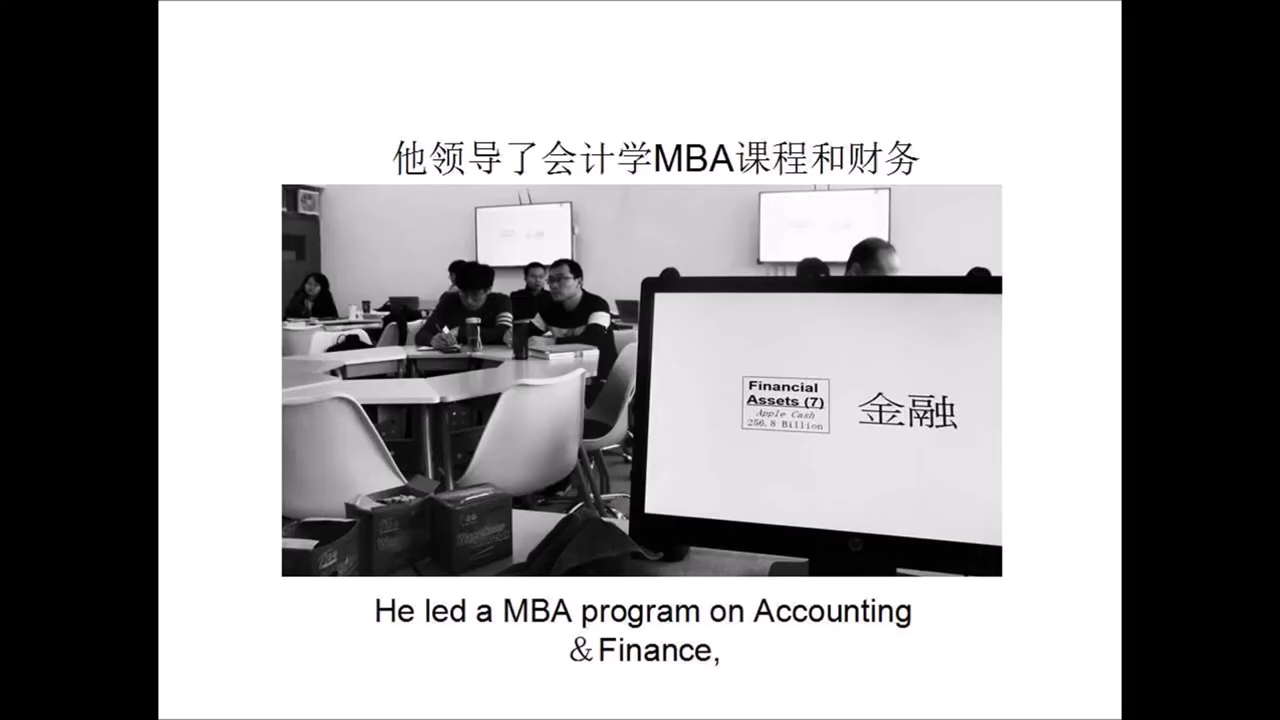 他领导了会计学MBA课程和财务
Financial
Assets (7)
Apple Cash
256.8 Billion
金融
He led a MBA program on Accounting
&Finance,